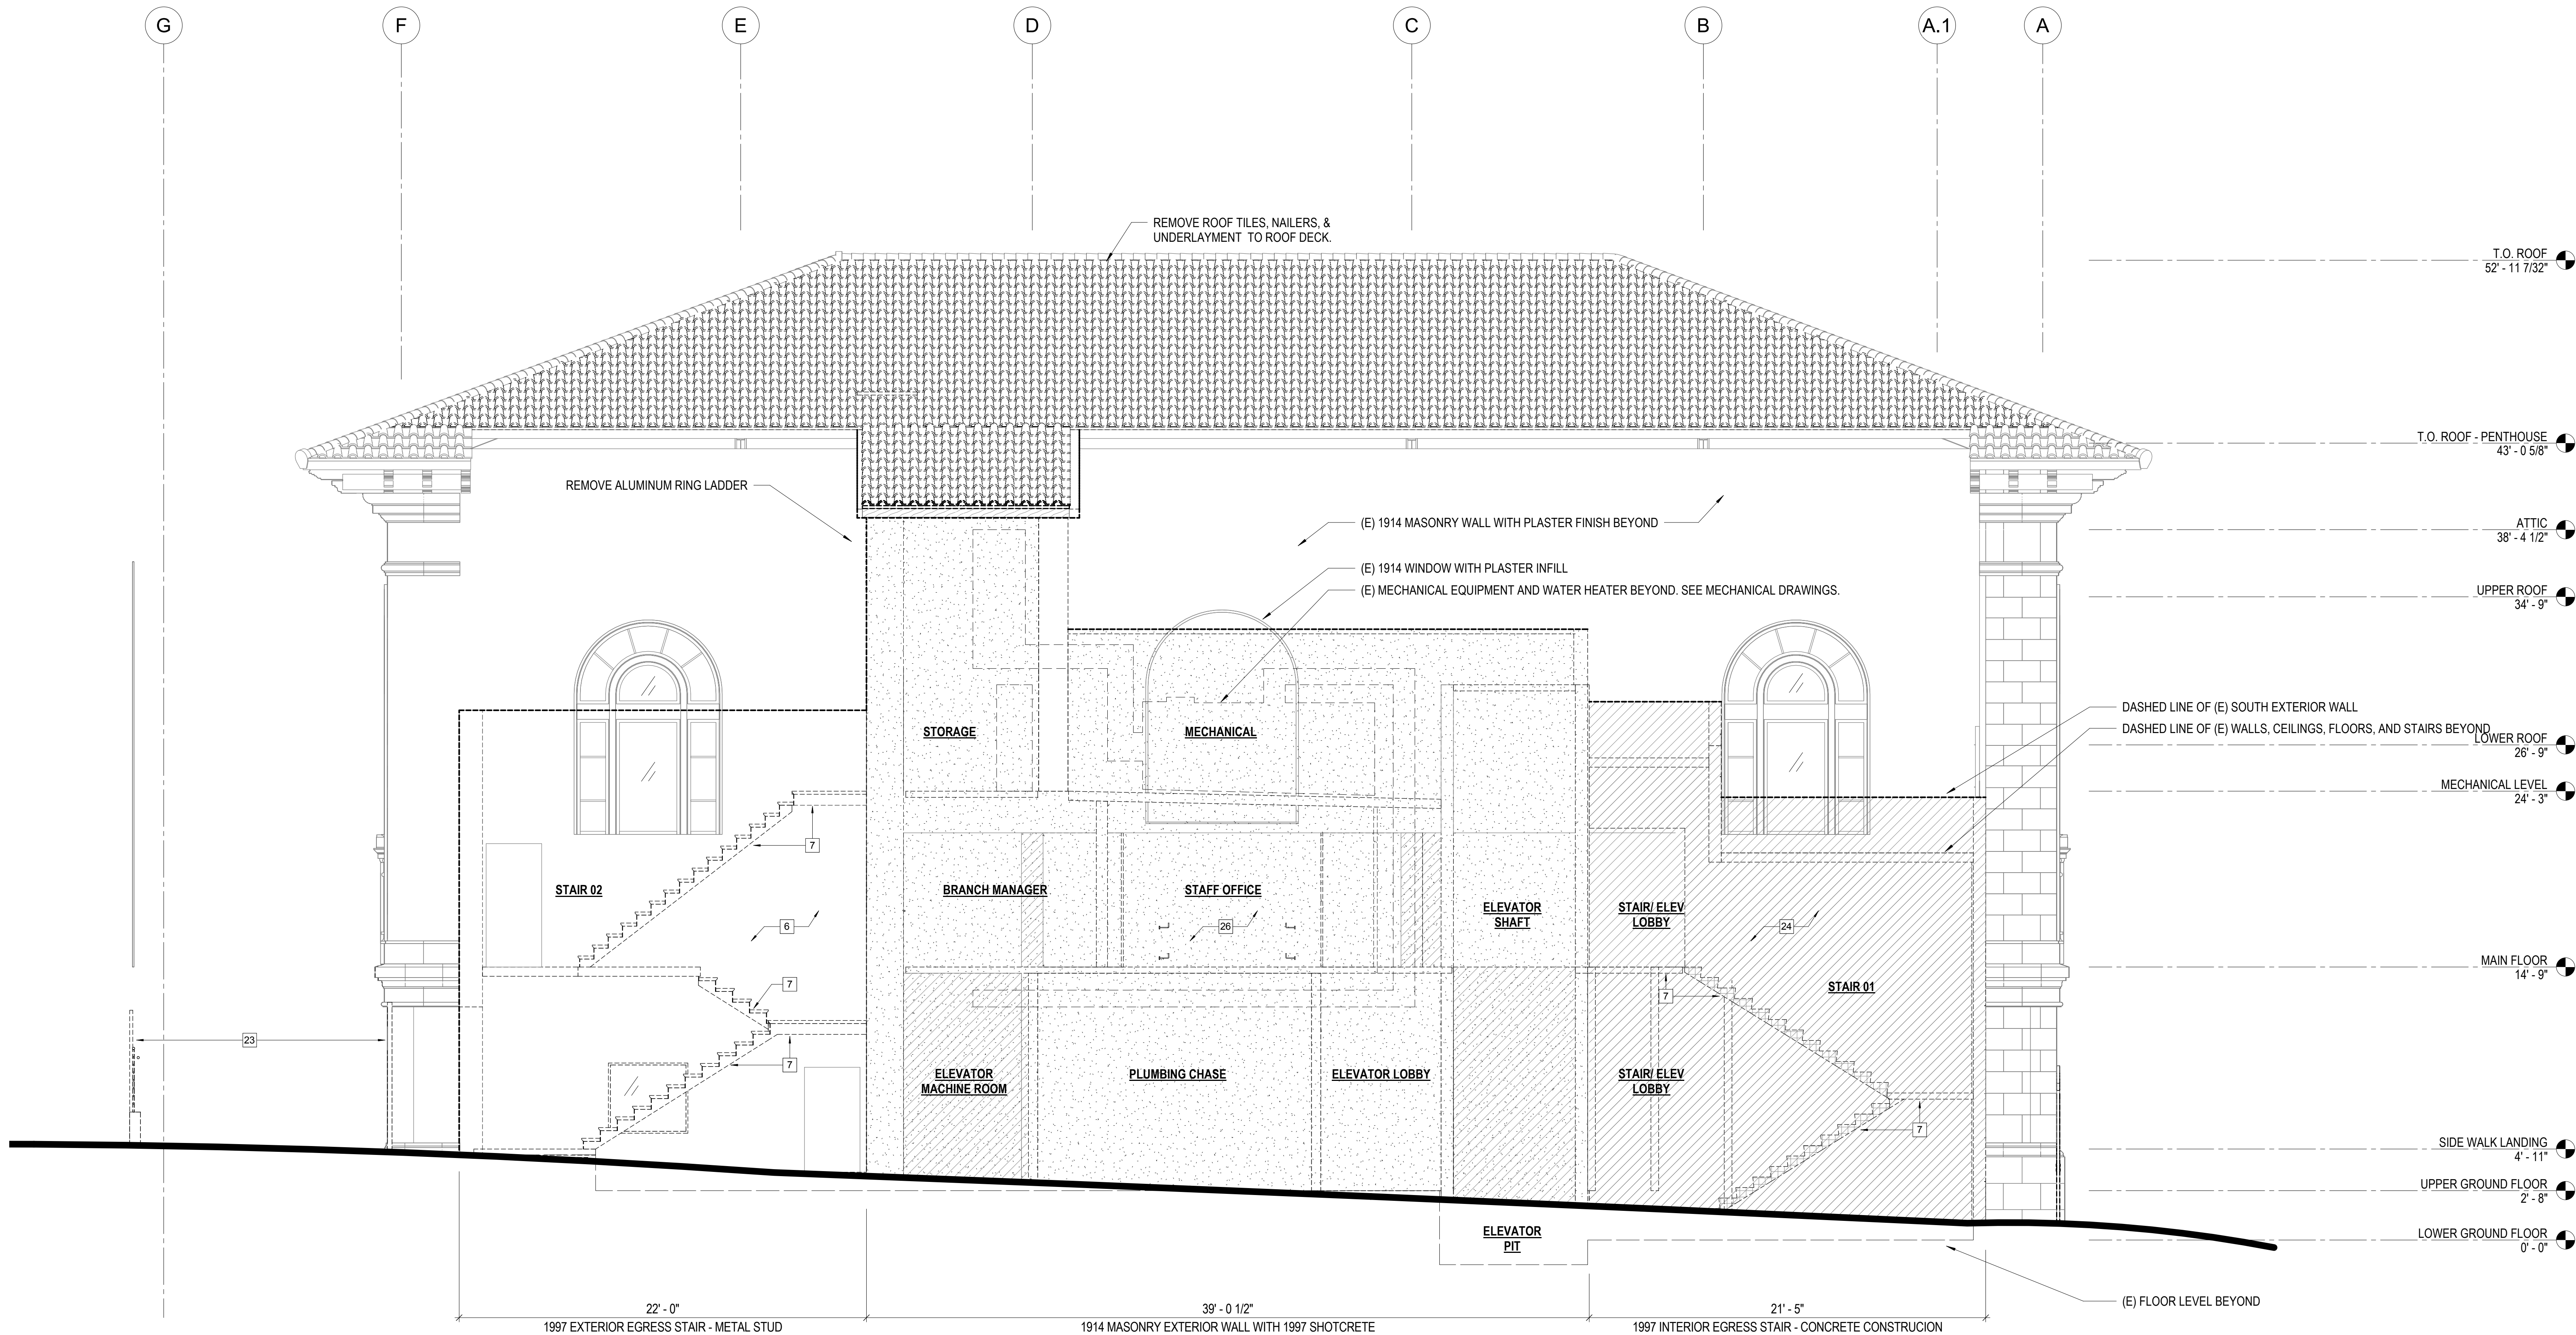 G
F
E
D
C
B
A.1
A
REMOVE ROOF TILES, NAILERS, &
UNDERLAYMENT TO ROOF DECK.
T.O. ROOF
52' - 11 7/32"
T.O. ROOF - PENTHOUSE
43' - 0 5/8"
REMOVE ALUMINUM RING LADDER
(E) 1914 MASONRY WALL WITH PLASTER FINISH BEYOND
ATTIC
38' - 4 1/2"
(E) 1914 WINDOW WITH PLASTER INFILL
(E) MECHANICAL EQUIPMENT AND WATER HEATER BEYOND. SEE MECHANICAL DRAWINGS.
UPPER ROOF
34' - 9"
DASHED LINE OF (E) SOUTH EXTERIOR WALL
DASHED LINE OF (E) WALLS, CEILINGS, FLOORS, AND STAIRS BEYOND
STORAGE
MECHANICAL
LOWER ROOF
26' - 9"
MECHANICAL LEVEL
24' - 3"
7
STAIR 02
BRANCH MANAGER
STAFF OFFICE
ELEVATOR
SHAFT
STAIR/ ELEV
LOBBY
6
26
24
MAIN FLOOR
14' - 9"
7
7
STAIR 01
23
7
ELEVATOR
MACHINE ROOM
PLUMBING CHASE
ELEVATOR LOBBY
STAIR/ ELEV
LOBBY
7
SIDE WALK LANDING
4' - 11"
UPPER GROUND FLOOR
2' - 8"
ELEVATOR
PIT
LOWER GROUND FLOOR
0' - 0"
(E) FLOOR LEVEL BEYOND
22' - 0"
39' - 0 1/2"
21' - 5"
1997 EXTERIOR EGRESS STAIR - METAL STUD
1914 MASONRY EXTERIOR WALL WITH 1997 SHOTCRETE
1997 INTERIOR EGRESS STAIR - CONCRETE CONSTRUCION